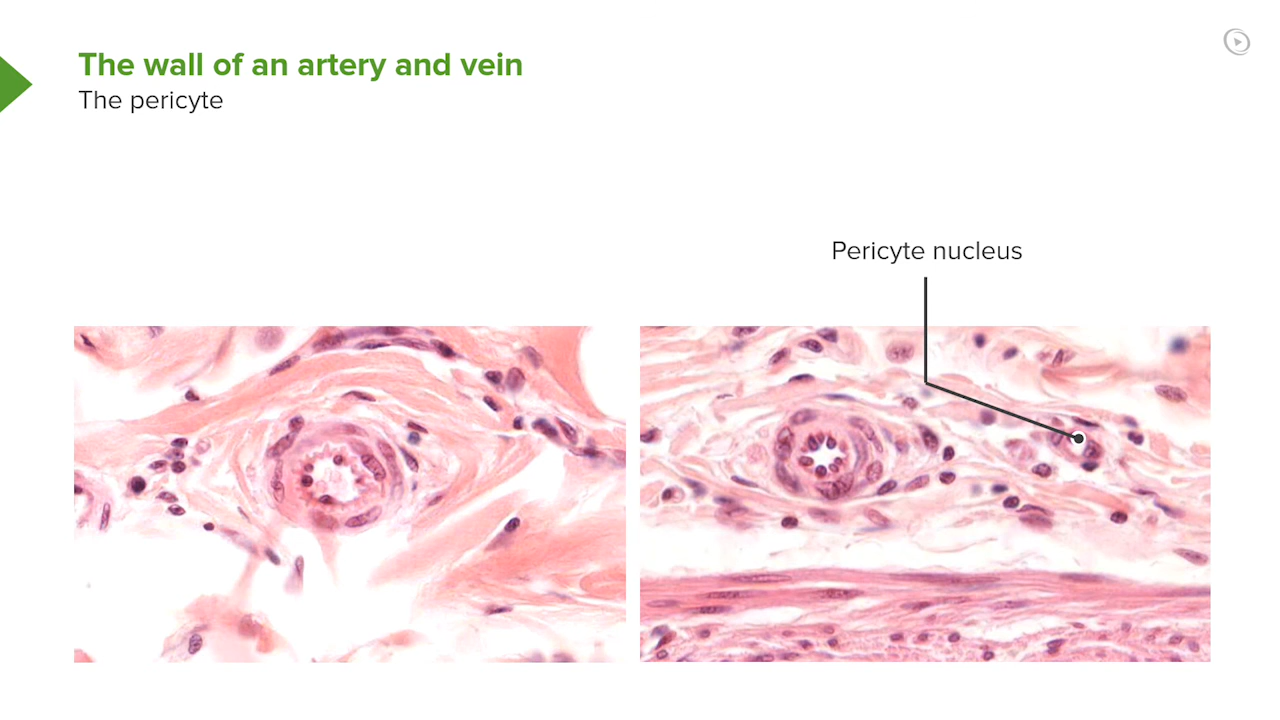 The wall of an artery and vein
The pericyte
Pericyte nucleus